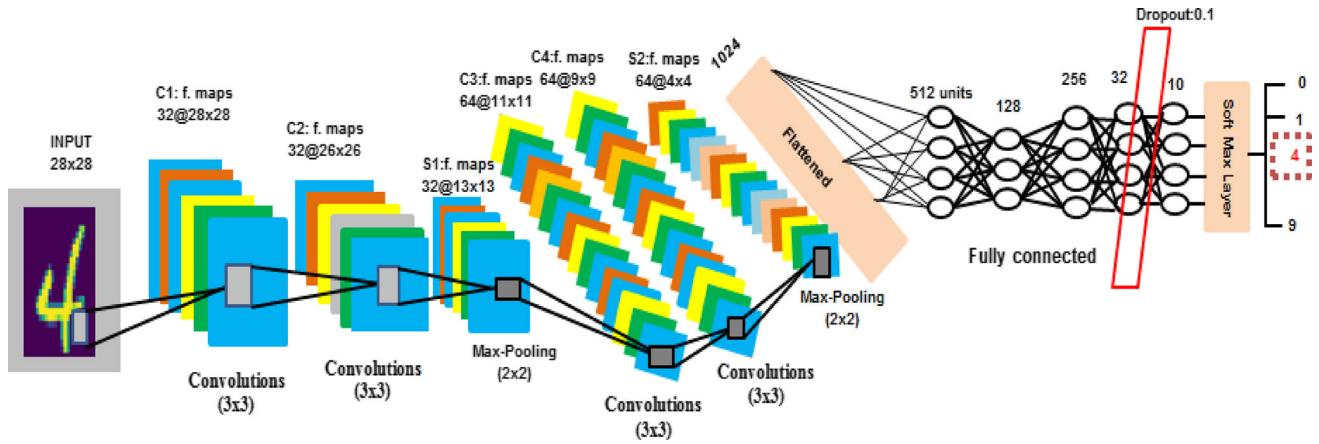 INPUT
28x28
C1: f. maps
32@28x28
Convolutions
(3x3)
C2: f. maps
32@26x26
Convolutions
(3x3)
S1:f. maps
32@13x13
Max-Pooling
(2x2)
C3:f. maps
64@11x11
Convolutions
(3x3)
C4:f. maps
64@9x9
Convolutions
(3x3)
S2:f. maps
64@4x4
Max-Pooling
(2x2)
1024
Flattened
512 units
128
256
32
10
Dropout:0.1
Fully connected
Soft Max Layer
0
1
4
9